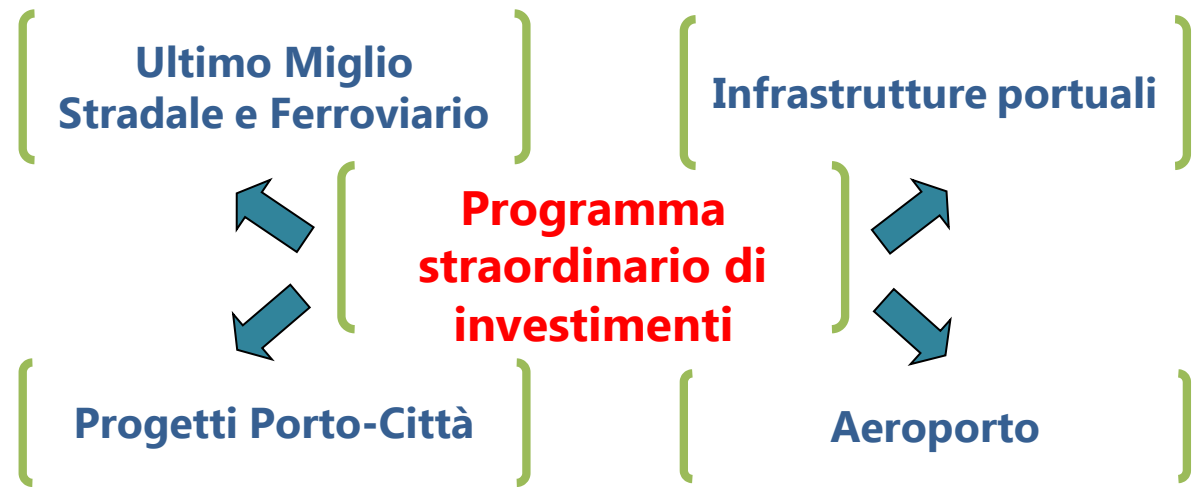 Ultimo Miglio
Stradale e Ferroviario
Infrastrutture portuali
Programma
straordinario di
investimenti
Progetti Porto-Città
Aeroporto